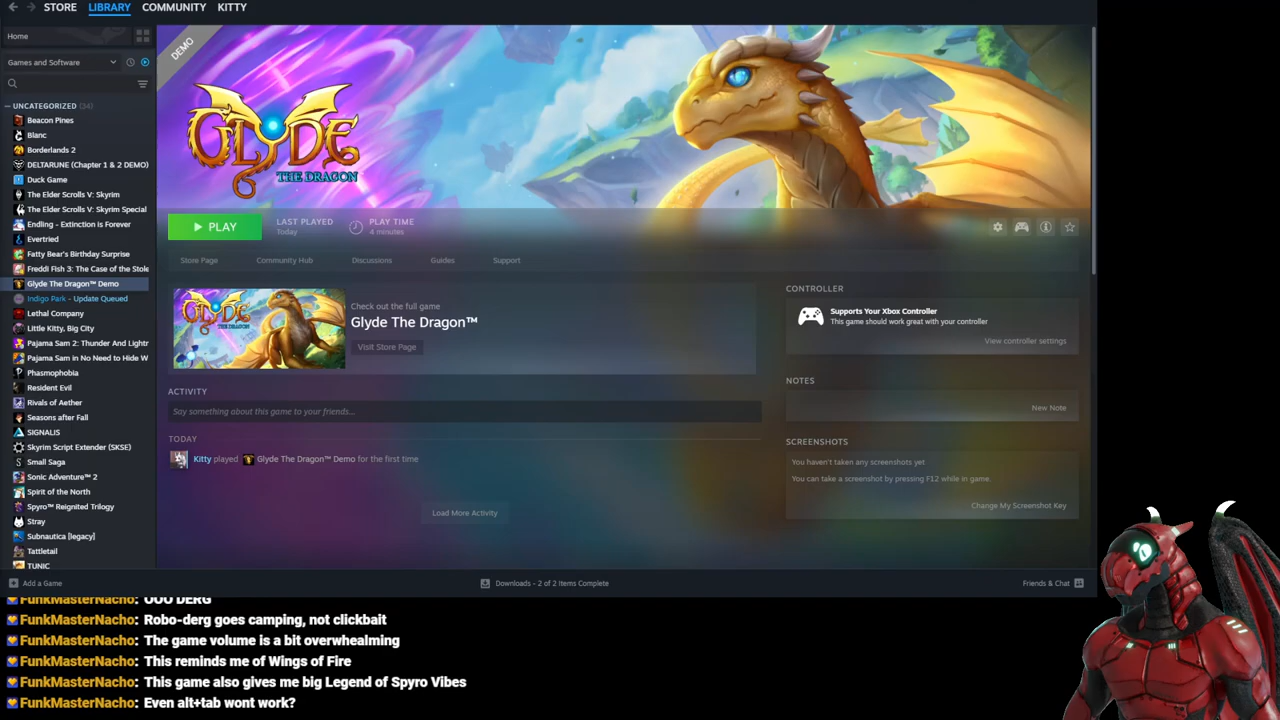 STORE LIBRARY COMMUNITY KITTY
Home
Games and Software
UNCATEGORIZED (34)
Beacon Pines
Blanc
Borderlands 2
DELTARUNE (Chapter 1 & 2 DEMO)
Duck Game
The Elder Scrolls V: Skyrim
The Elder Scrolls V: Skyrim Special
Endling - Extinction is Forever
Evertried
Fatty Bear's Birthday Surprise
Freddi Fish 3: The Case of the Stole
Glyde The Dragon™ Demo
Indigo Park - Update Queued
Lethal Company
Little Kitty, Big City
Pajama Sam 2: Thunder And Lightr
Pajama Sam in No Need to Hide W
Phasmophobia
Resident Evil
Rivals of Aether
Seasons after Fall
SIGNALIS
Skyrim Script Extender (SKSE)
Small Saga
Sonic Adventure™ 2
Spirit of the North
Spyro™ Reignited Trilogy
Stray
Subnautica [legacy]
Tattletail
TUNIC
DEMO
GLYDE
THE DRAGON
PLAY
LAST PLAYED
Today
PLAY TIME
4 minutes
Store Page Community Hub Discussions Guides Support
GLYDE
THE DRAGON
Check out the full game
Glyde The Dragon™
Visit Store Page
ACTIVITY
Say something about this game to your friends...
TODAY
Kitty played Glyde The Dragon™ Demo for the first time
Load More Activity
CONTROLLER
Supports Your Xbox Controller
This game should work great with your controller
View controller settings
NOTES
New Note
SCREENSHOTS
You haven't taken any screenshots yet
You can take a screenshot by pressing F12 while in game.
Change My Screenshot Key
Add a Game
Downloads - 2 of 2 Items Complete
Friends & Chat
FunkMasterNacho: OOO DERG
FunkMasterNacho: Robo-derg goes camping, not clickbait
FunkMasterNacho: The game volume is a bit overwhealming
FunkMasterNacho: This reminds me of Wings of Fire
FunkMasterNacho: This game also gives me big Legend of Spyro Vibes
FunkMasterNacho: Even alt+tab wont work?